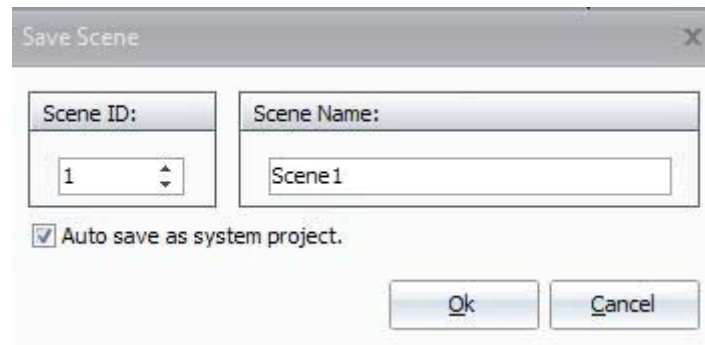 Save Scene
Scene ID:
Scene Name:
1
Scene1
Auto save as system project.
Ok
Cancel